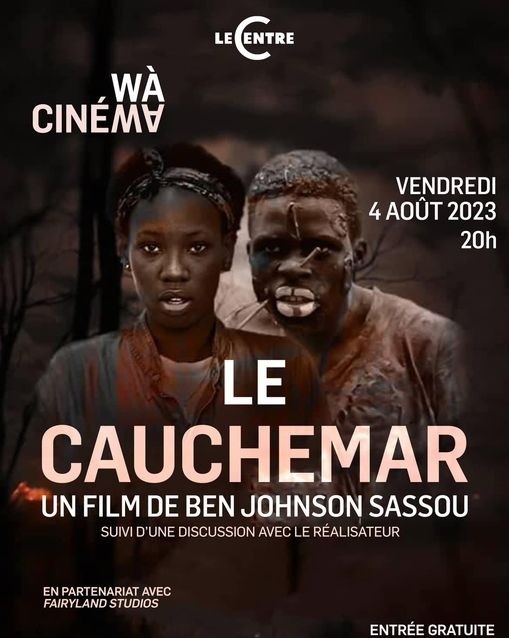 LE CENTRE
WÀ
CINÉMA
VENDREDI
4 AOÛT 2023
20h
LE
CAUCHEMAR
UN FILM DE BEN JOHNSON SASSOU
SUIVI D'UNE DISCUSSION AVEC LE RÉALISATEUR
EN PARTENARIAT AVEC
FAIRYLAND STUDIOS
ENTRÉE GRATUITE